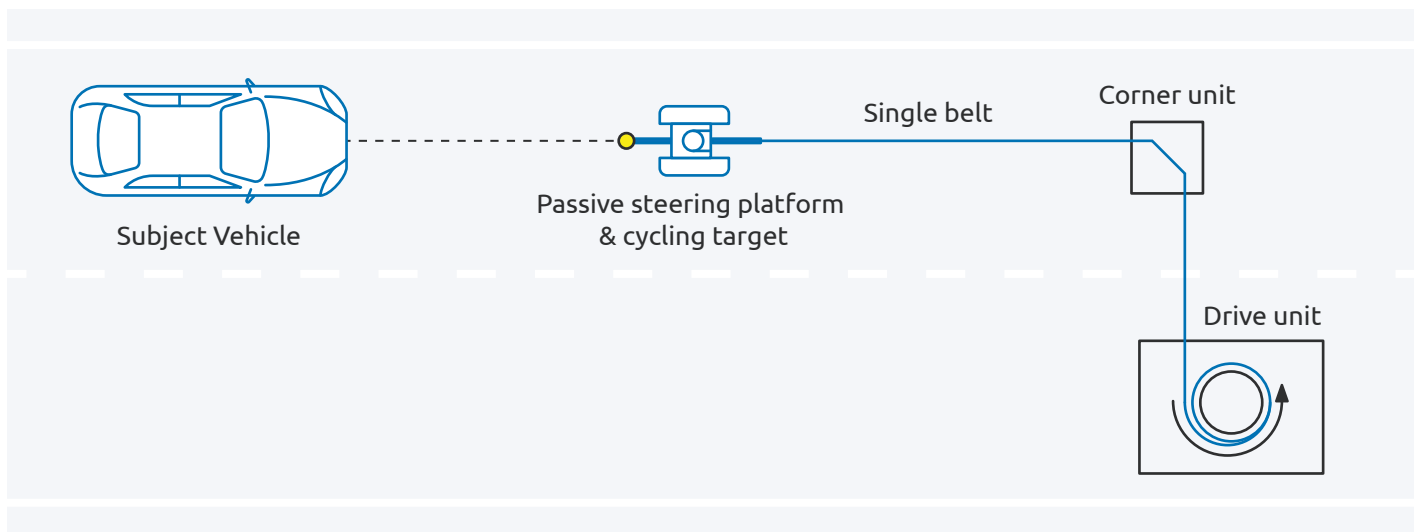 Single belt
Corner unit
Subject Vehicle
Passive steering platform
& cycling target
Drive unit